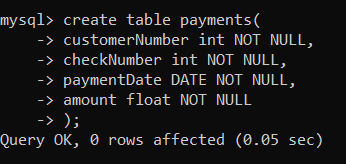 mysql> create table payments(
    -> customerNumber int NOT NULL,
    -> checkNumber int NOT NULL,
    -> paymentDate DATE NOT NULL,
    -> amount float NOT NULL
    -> );
Query OK, 0 rows affected (0.05 sec)